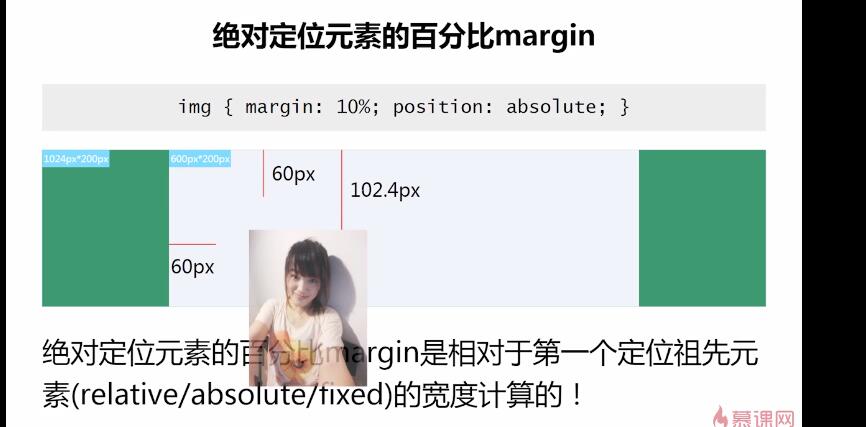 绝对定位元素的百分比margin
img { margin: 10%; position: absolute; }
1024px*200px
600px*200px
60px
102.4px
60px
绝对定位元素的百分比margin是相对于第一个定位祖先元
素(relative/absolute/fixed)的宽度计算的！
慕课网